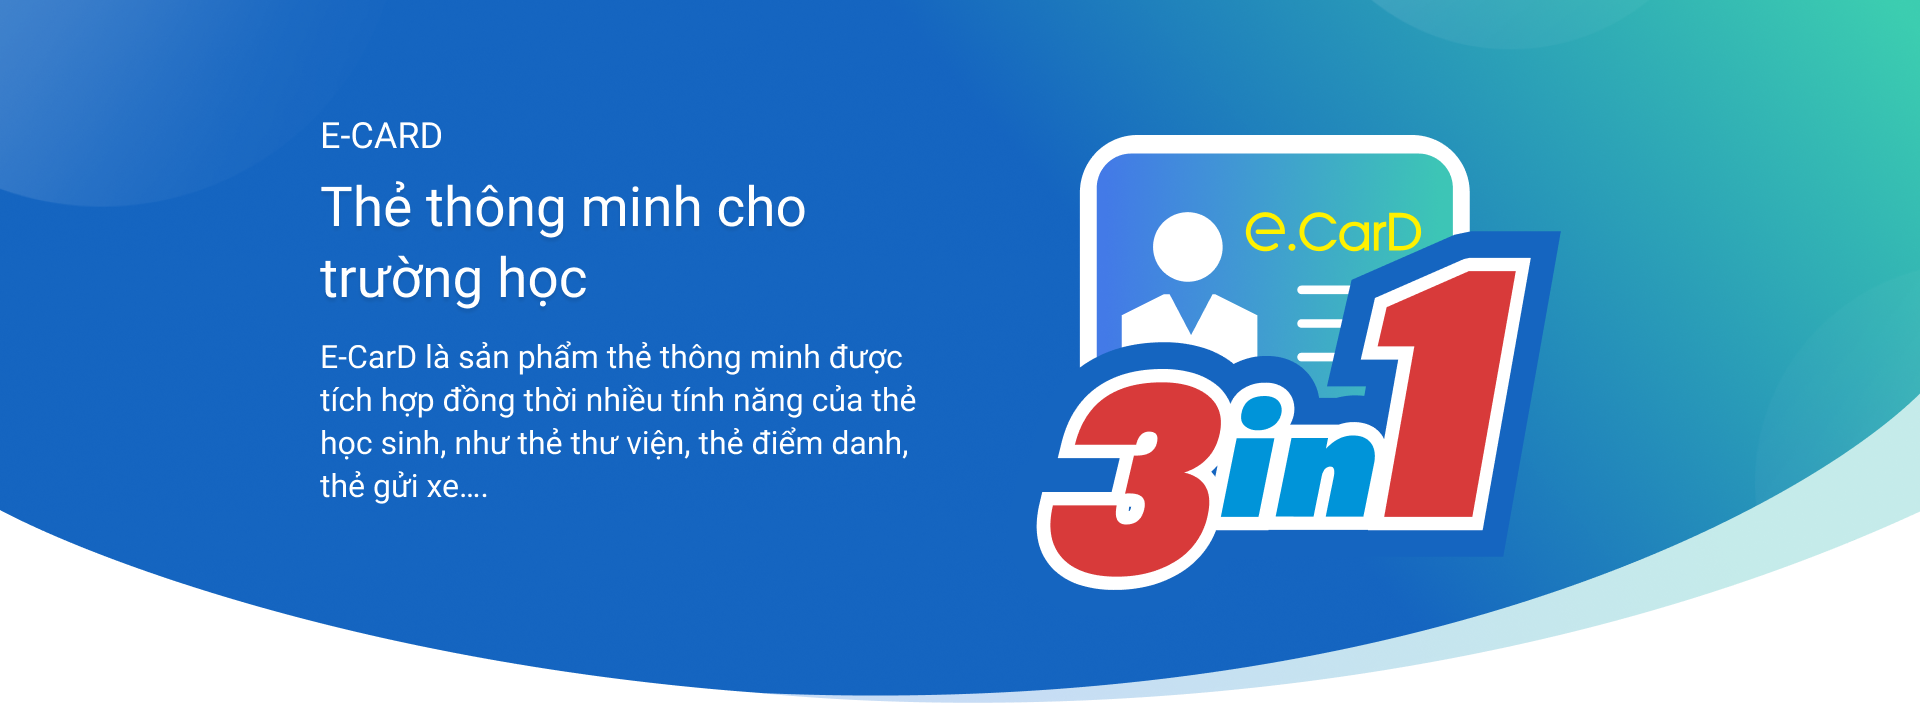 E-CARD
Thẻ thông minh cho
trường học
E-CarD là sản phẩm thẻ thông minh được
tích hợp đồng thời nhiều tính năng của thẻ
học sinh, như thẻ thư viện, thẻ điểm danh,
thẻ gửi xe....
e.CarD
3in1